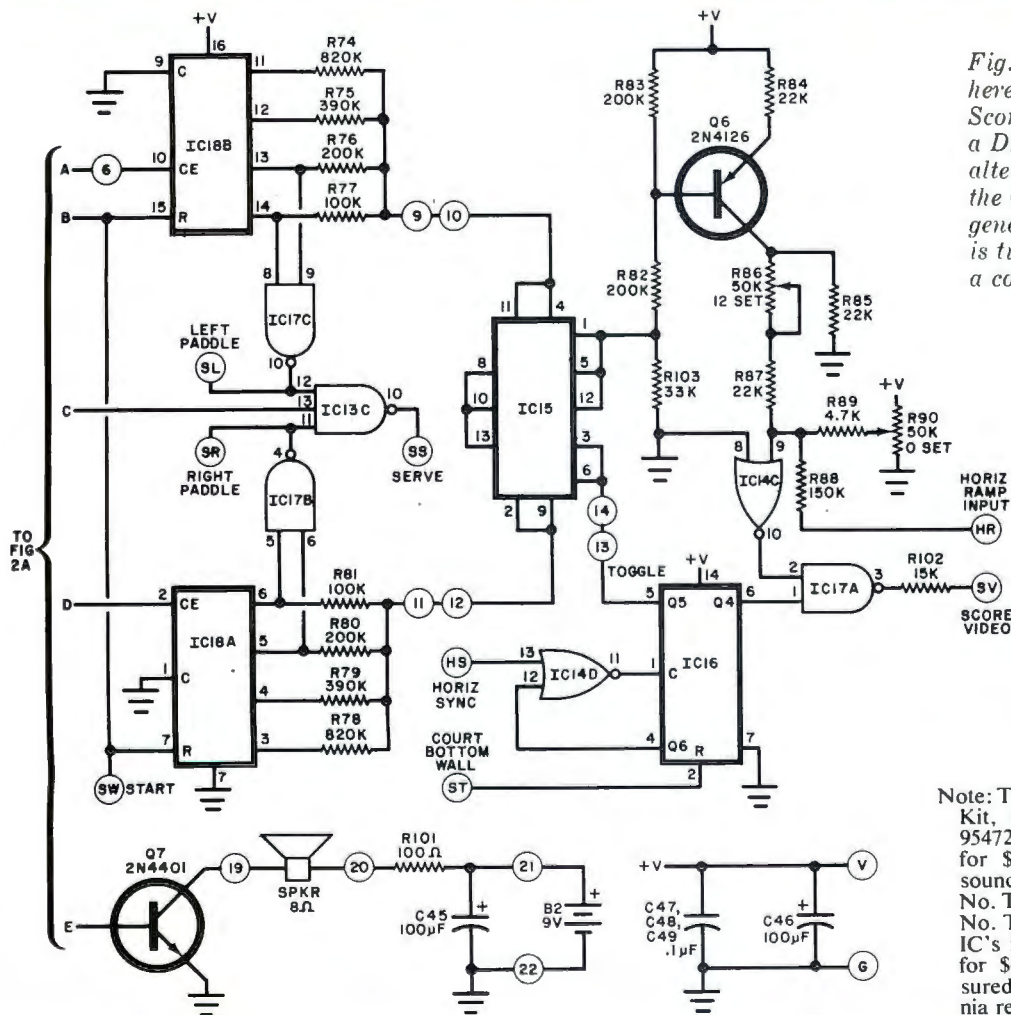 +V
16
9
C
11
R74
820K
12
R75
390K
IC18B
13
R76
200K
A
6
10
CE
14
R77
100K
9
10
B
15
R
8
9
IC17C
LEFT
PADDLE
10
SL
12
C
13
IC13C
10
11
SR
4
SS
SERVE
RIGHT
PADDLE
IC17B
5
6
TO
FIG
2A
D
2
CE
6
R81
100K
11
12
IC18A
5
R80
200K
1
C
4
R79
390K
7
R
3
R78
820K
7
SW
START
11
4
8
1
10
5
IC15
13
12
3
6
2
9
14
13
TOGGLE
+V
R83
200K
R84
22K
Q6
2N4126
R82
200K
R86
50K
12 SET
R85
22K
R103
33K
R87
22K
R89
4.7K
+V
R90
50K
0 SET
8
9
IC14C
R88
150K
HORIZ
RAMP
INPUT
HR
10
2
1
IC17A
3
R102
15K
SV
SCORE
VIDEO
+V
14
5
Q5
Q4
6
IC16
HS
HORIZ
SYNC
13
12
IC14D
11
1
C
4
Q6
R
7
2
COURT
BOTTOM
WALL
ST
Q7
2N4401
E
19
SPKR
8Ω
20
R101
100Ω
21
C45
100μF
+
B2
9V
+
22
+V
C47,
C48,
C49
.1μF
C46
100μF
+
V
G
Fig.
here
Scor
a D
alte
the
gene
is tu
a co
Note: T
Kit,
95472
for $
sound
No. T
No. T
IC's
for $
sured
nia re